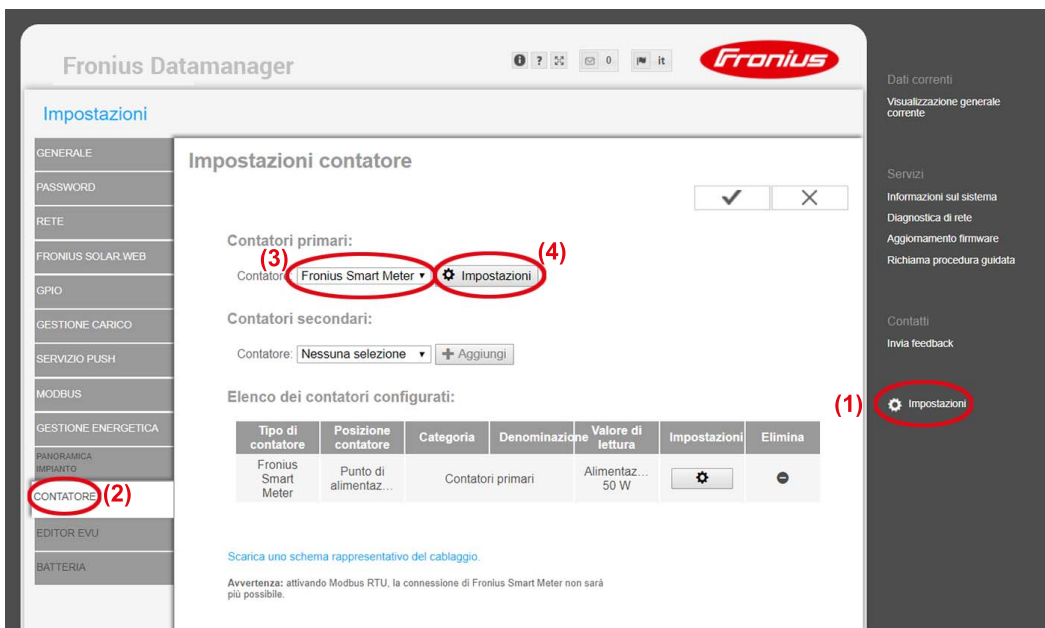 Fronius Datamanager
0
it
Fronius
Impostazioni
GENERALE
PASSWORD
RETE
FRONIUS SOLAR.WEB
GPIO
GESTIONE CARICO
SERVIZIO PUSH
MODBUS
GESTIONE ENERGETICA
PANORAMICA
IMPIANTO
CONTATORE
(2)
EDITOR EVU
BATTERIA
Impostazioni contatore
Contatori primari:
(3)
(4)
Contatore: Fronius Smart Meter
Impostazioni
Contatori secondari:
Contatore: Nessuna selezione
Aggiungi
Elenco dei contatori configurati:
Tipo di contatore
Posizione contatore
Categoria
Denominazione
Valore di lettura
Impostazioni
Elimina
Fronius Smart Meter
Punto di alimentaz...
Contatori primari
Alimentaz... 50 W
Scarica uno schema rappresentativo del cablaggio.
Avvertenza: attivando Modbus RTU, la connessione di Fronius Smart Meter non sarà
più possibile.
Dati correnti
Visualizzazione generale
corrente
Servizi
Informazioni sul sistema
Diagnostica di rete
Aggiornamento firmware
Richiama procedura guidata
Contatti
Invia feedback
(1)
Impostazioni